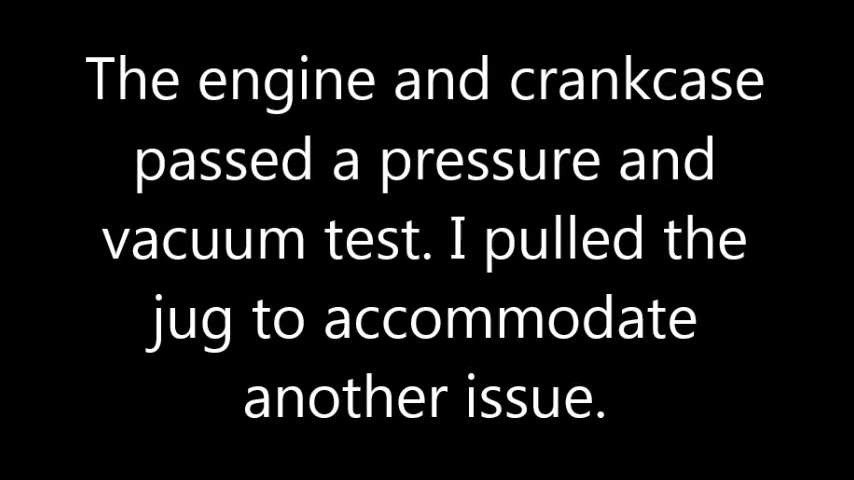 The engine and crankcase
passed a pressure and
vacuum test. I pulled the
jug to accommodate
another issue.